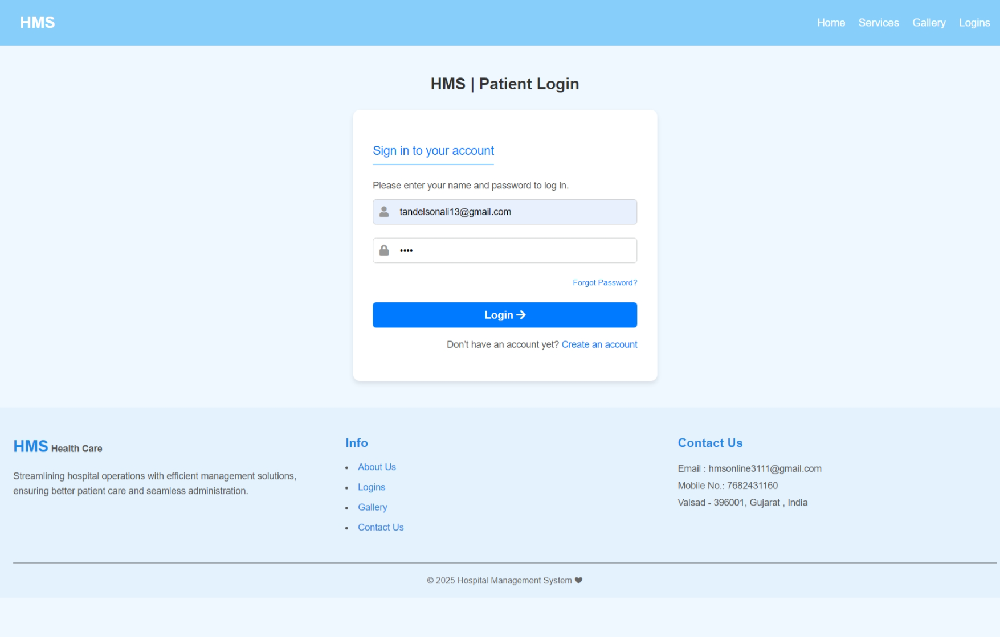 HMS
Home Services Gallery Logins
HMS | Patient Login
Sign in to your account
Please enter your name and password to log in.
tandelsonali13@gmail.com
••••
Forgot Password?
Login
Don't have an account yet? Create an account
HMS Health Care
Streamlining hospital operations with efficient management solutions,
ensuring better patient care and seamless administration.
Info
• About Us
• Logins
• Gallery
• Contact Us
Contact Us
Email : hmsonline3111@gmail.com
Mobile No.: 7682431160
Valsad - 396001, Gujarat , India
© 2025 Hospital Management System